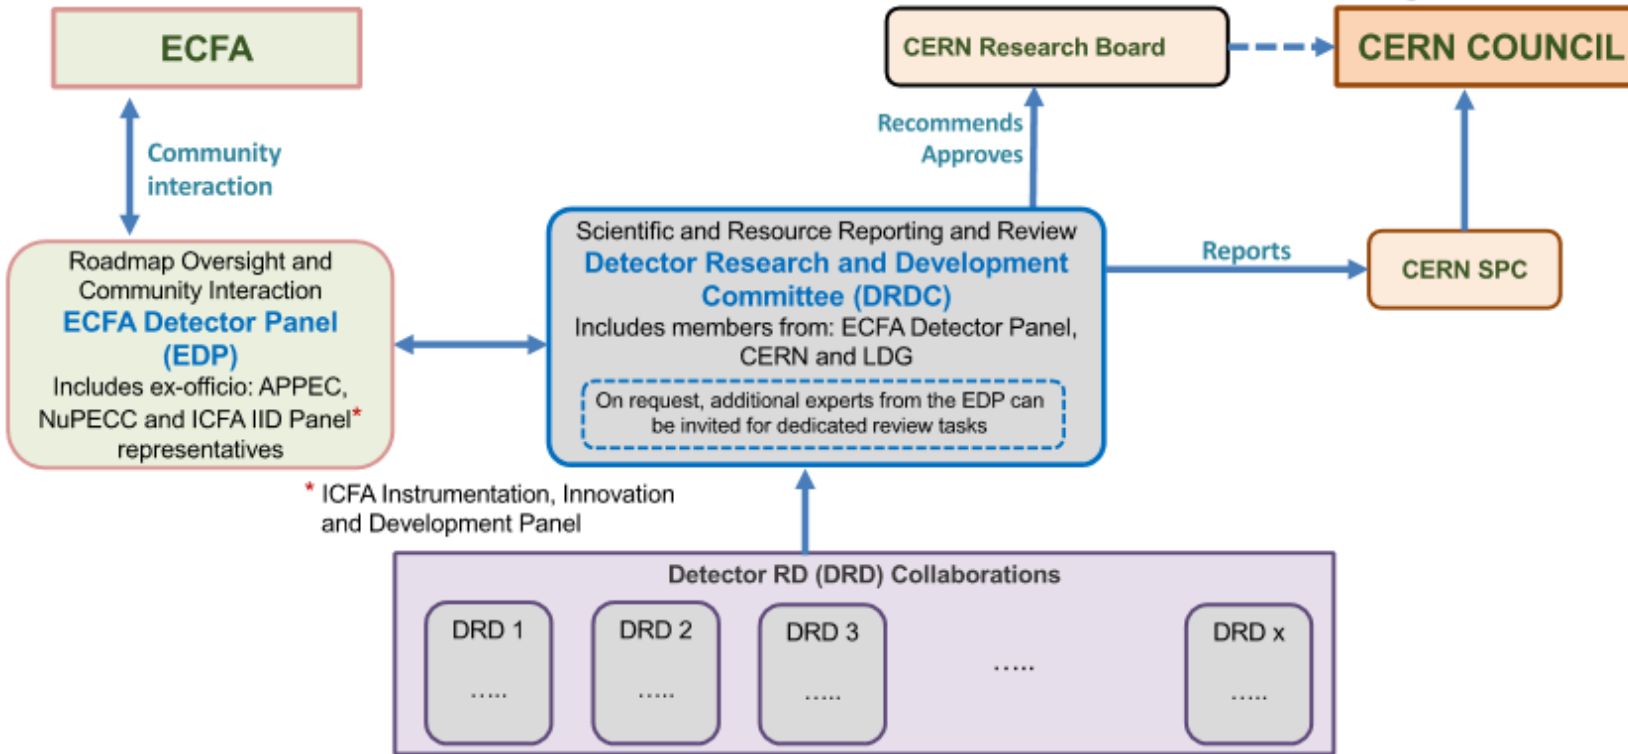 ECFA
CERN Research Board
CERN COUNCIL
Community
interaction
Recommends
Approves
Roadmap Oversight and
Community Interaction
ECFA Detector Panel
(EDP)
Includes ex-officio: APPEC,
NuPECC and ICFA IID Panel*
representatives
Scientific and Resource Reporting and Review
Detector Research and Development
Committee (DRDC)
Includes members from: ECFA Detector Panel,
CERN and LDG
On request, additional experts from the EDP can
be invited for dedicated review tasks
Reports
CERN SPC
* ICFA Instrumentation, Innovation
and Development Panel
Detector RD (DRD) Collaborations
DRD 1
.....
DRD 2
.....
DRD 3
.....
.....
DRD x
.....